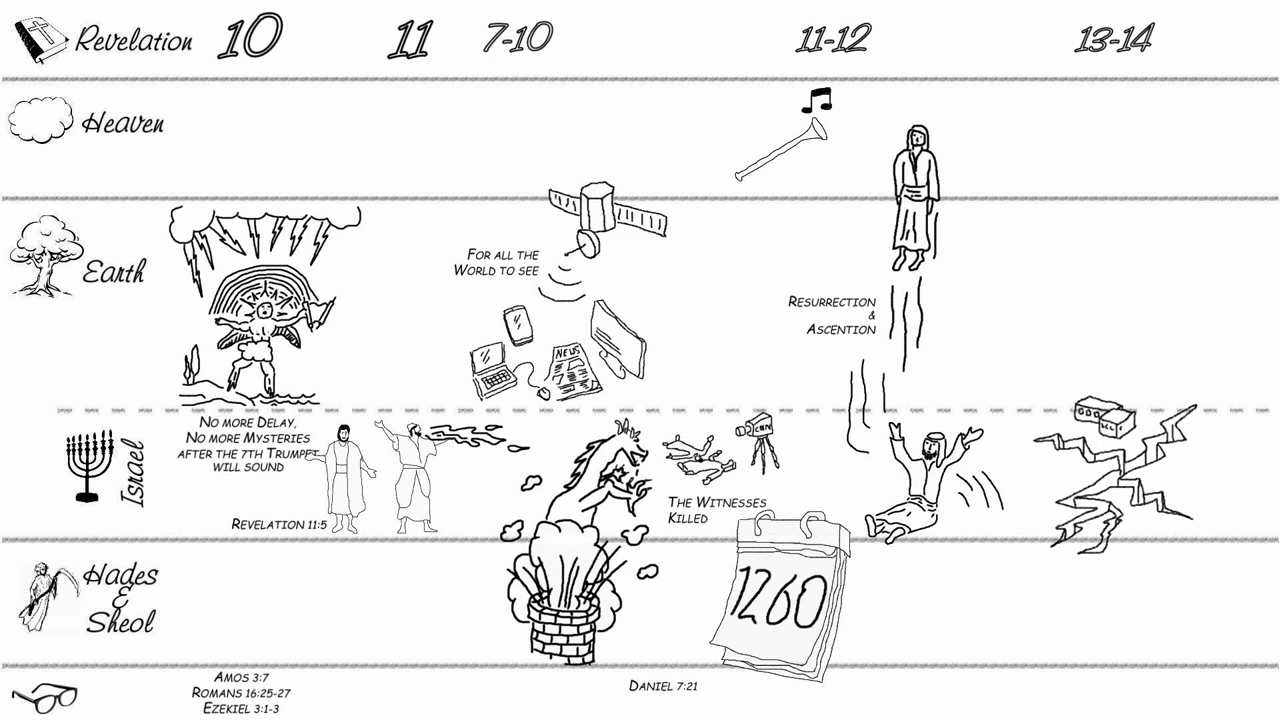 Revelation 10 11 7-10 11-12 13-14
Heaven
Earth
FOR ALL THE
WORLD TO SEE
NEWS
RESURRECTION
&
ASCENTION
Israel
NO MORE DELAY,
NO MORE MYSTERIES
AFTER THE 7TH TRUMPET
WILL SOUND
REVELATION 11:5
CNN
THE WITNESSES
KILLED
1260
Hades
&
Sheol
AMOS 3:7
ROMANS 16:25-27
EZEKIEL 3:1-3
DANIEL 7:21